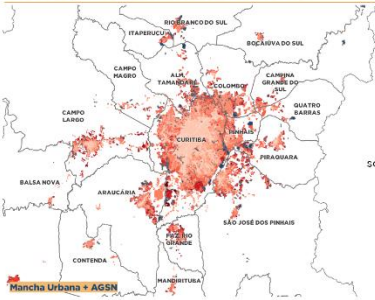 RIO BRANCO DO SUL
ITAPERUÇU
BOCAIÚVA DO SUL
CAMPO
MAGRO
ALM.
TAMANDARÉ
COLOMBO
CAMPINA
GRANDE DO
SUL
QUATRO
BARRAS
CAMPO
LARGO
CURITIBA
PINHAIS
PIRAQUARA
BALSA NOVA
ARAUCÁRIA
SÃO JOSÉ DOS PINHAIS
FAZ. RIO
GRANDE
CONTENDA
MANDIRITUBA
Mancha Urbana + AGSN